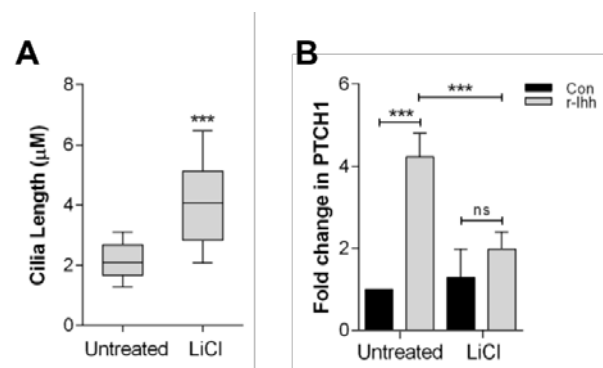 A
Cilia Length (μM)
8
6
4
2
0
***
Untreated
LiCl
B
Fold change in PTCH1
6
4
2
0
***
***
ns
Con
r-Ihh
Untreated
LiCl